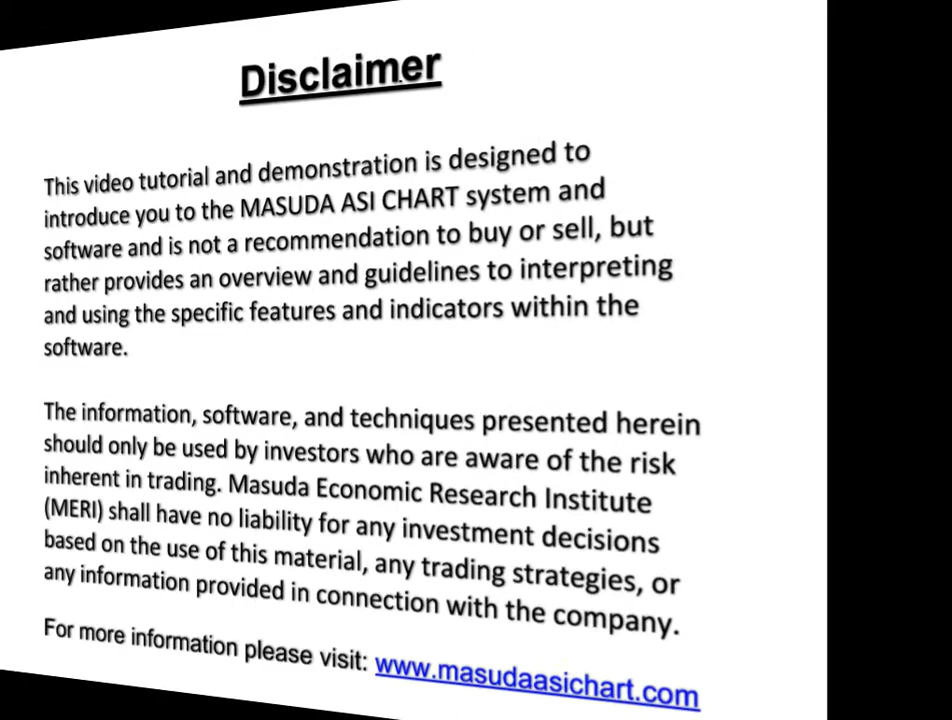 Disclaimer
This video tutorial and demonstration is designed to
introduce you to the MASUDA ASI CHART system and
software and is not a recommendation to buy or sell, but
rather provides an overview and guidelines to interpreting
and using the specific features and indicators within the
software.
The information, software, and techniques presented herein
should only be used by investors who are aware of the risk
inherent in trading. Masuda Economic Research Institute
(MERI) shall have no liability for any investment decisions
based on the use of this material, any trading strategies, or
any information provided in connection with the company.
For more information please visit: www.masudaasichart.com